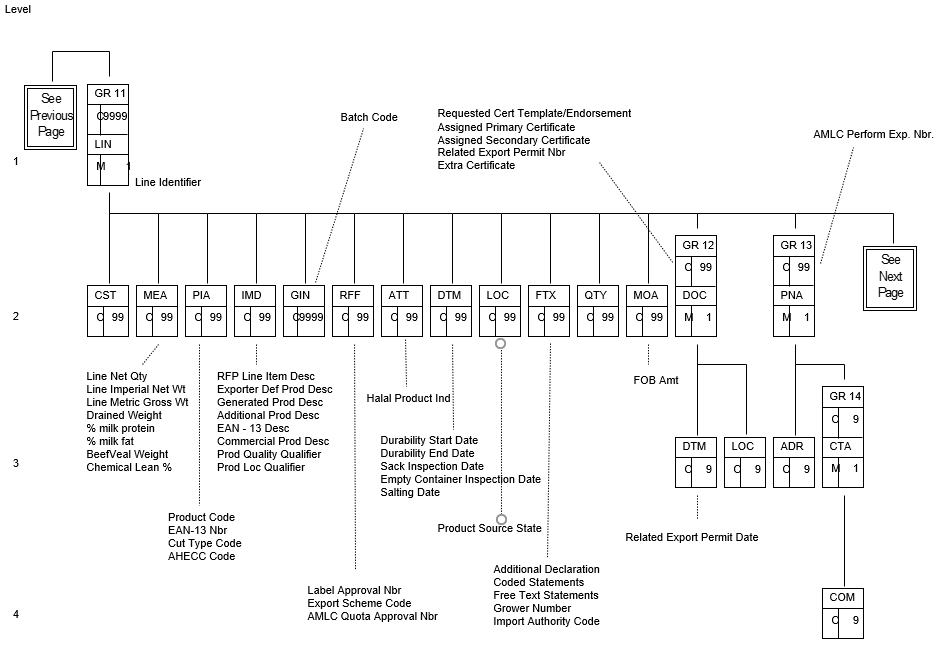 Level
See
Previous
Page
GR 11
C9999
LIN
M 1
Line Identifier
Batch Code
Requested Cert Template/Endorsement
Assigned Primary Certificate
Assigned Secondary Certificate
Related Export Permit Nbr
Extra Certificate
AMLC Perform Exp. Nbr.
1
GR 12
C 99
GR 13
C 99
See
Next
Page
2
CST
C 99
MEA
C 99
PIA
C 99
IMD
C 99
GIN
C9999
RFF
C 99
ATT
C 99
DTM
C 99
LOC
C 99
FTX
C 99
QTY
C 99
MOA
C 99
DOC
M 1
PNA
M 1
Line Net Qty
Line Imperial Net Wt
Line Metric Gross Wt
Drained Weight
% milk protein
% milk fat
BeefVeal Weight
Chemical Lean %
RFP Line Item Desc
Exporter Def Prod Desc
Generated Prod Desc
Additional Prod Desc
EAN - 13 Desc
Commercial Prod Desc
Prod Quality Qualifier
Prod Loc Qualifier
Halal Product Ind
FOB Amt
GR 14
C 9
3
Durability Start Date
Durability End Date
Sack Inspection Date
Empty Container Inspection Date
Salting Date
DTM
C 9
LOC
C 9
ADR
C 9
CTA
M 1
Product Code
EAN-13 Nbr
Cut Type Code
AHECC Code
Product Source State
Related Export Permit Date
Label Approval Nbr
Export Scheme Code
AMLC Quota Approval Nbr
Additional Declaration
Coded Statements
Free Text Statements
Grower Number
Import Authority Code
4
COM
C 9